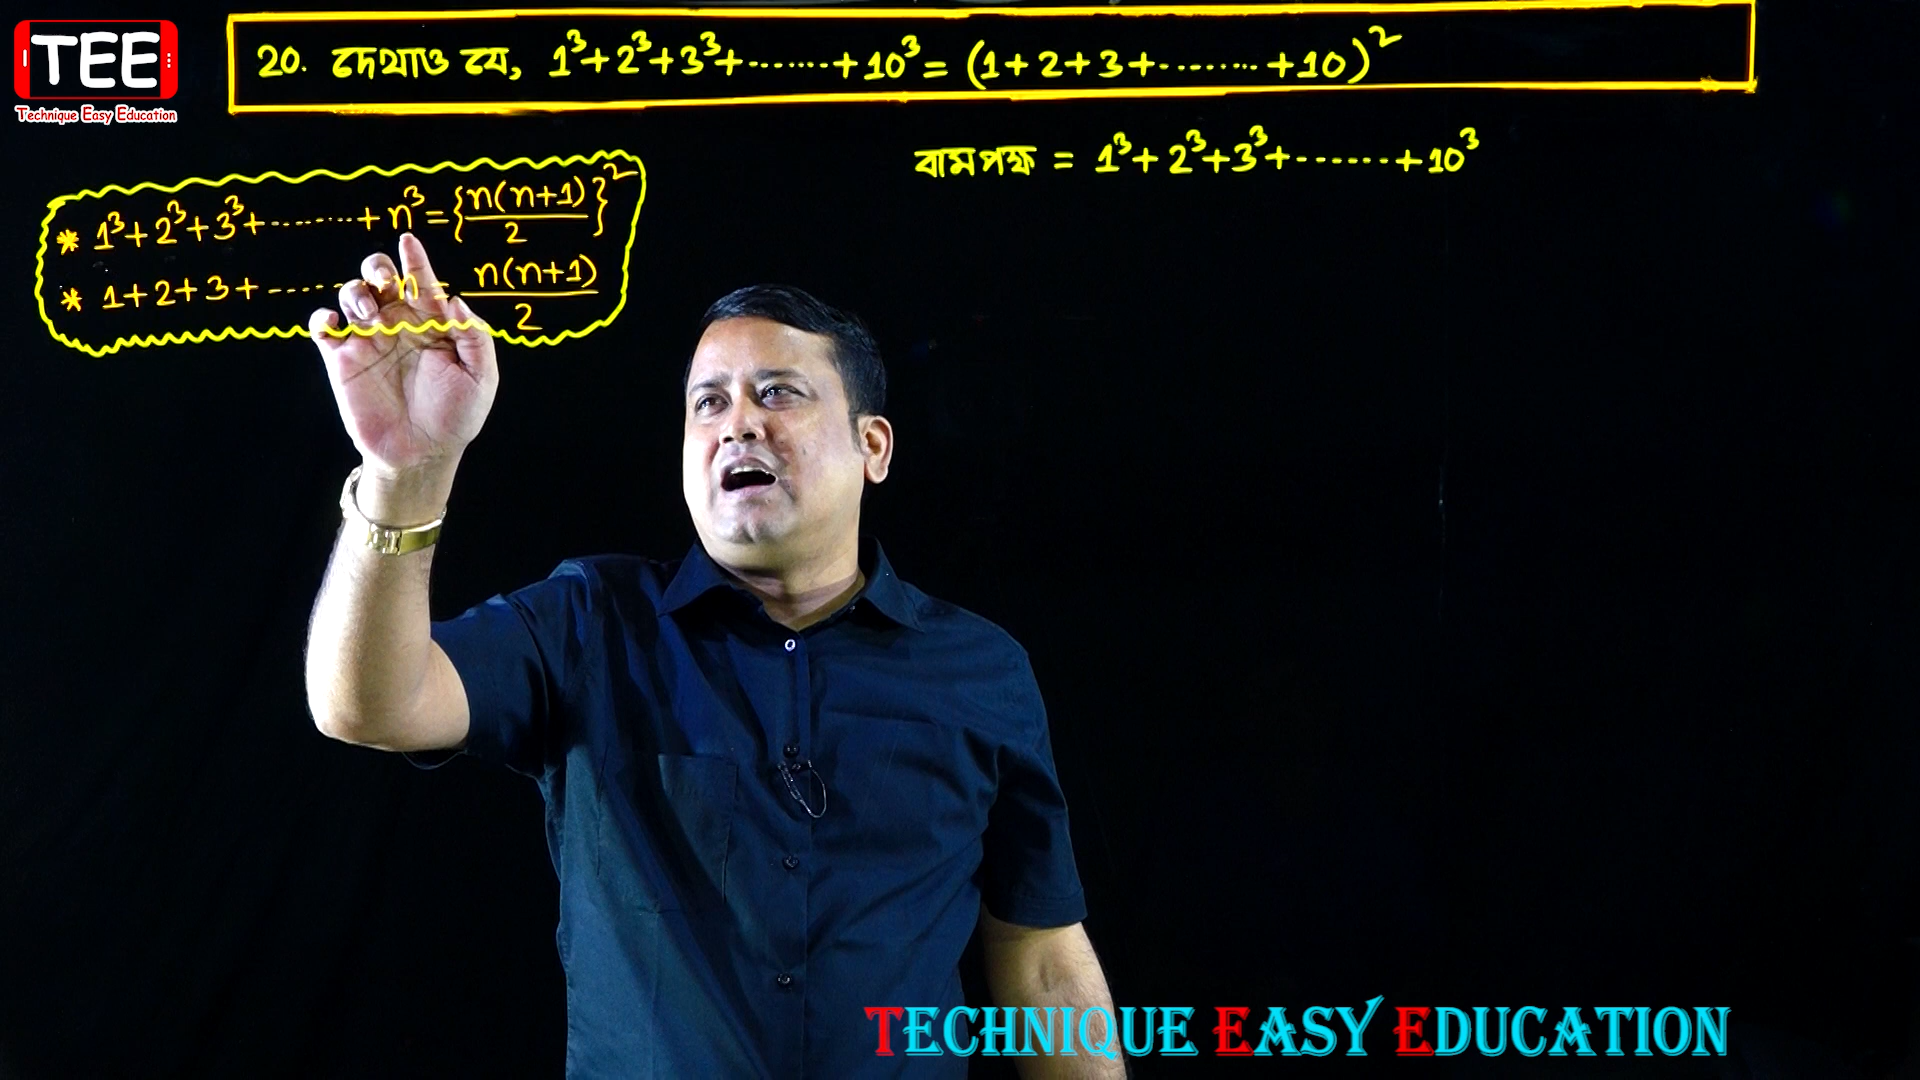 TEE
Technique Easy Education
20. দেখাও যে, 1³+2³+3³+.......+10³= (1+2+3+........+10)²
বামপক্ষ = 1³+2³+3³+......+10³
* 1³+2³+3³+.......+n³={n(n+1)/2}²
* 1+2+3+......+n = n(n+1)/2
TECHNIQUE EASY EDUCATION